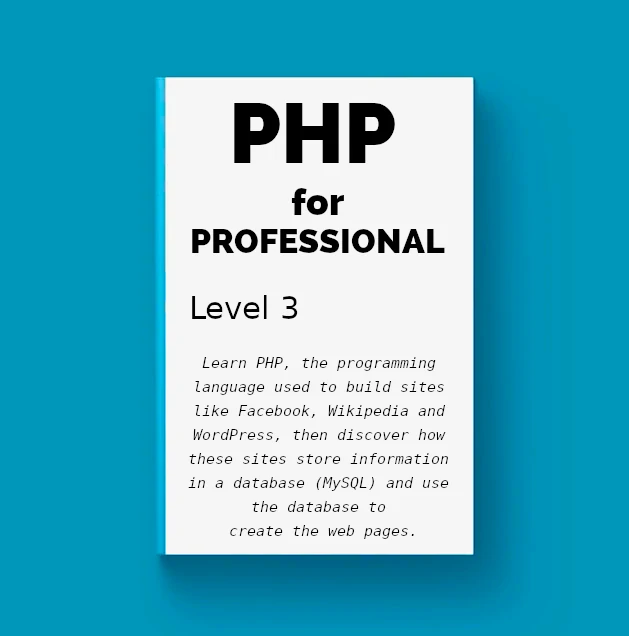 PHP
for
PROFESSIONAL
Level 3
Learn PHP, the programming
language used to build sites
like Facebook, Wikipedia and
WordPress, then discover how
these sites store information
in a database (MySQL) and use
the database to
create the web pages.